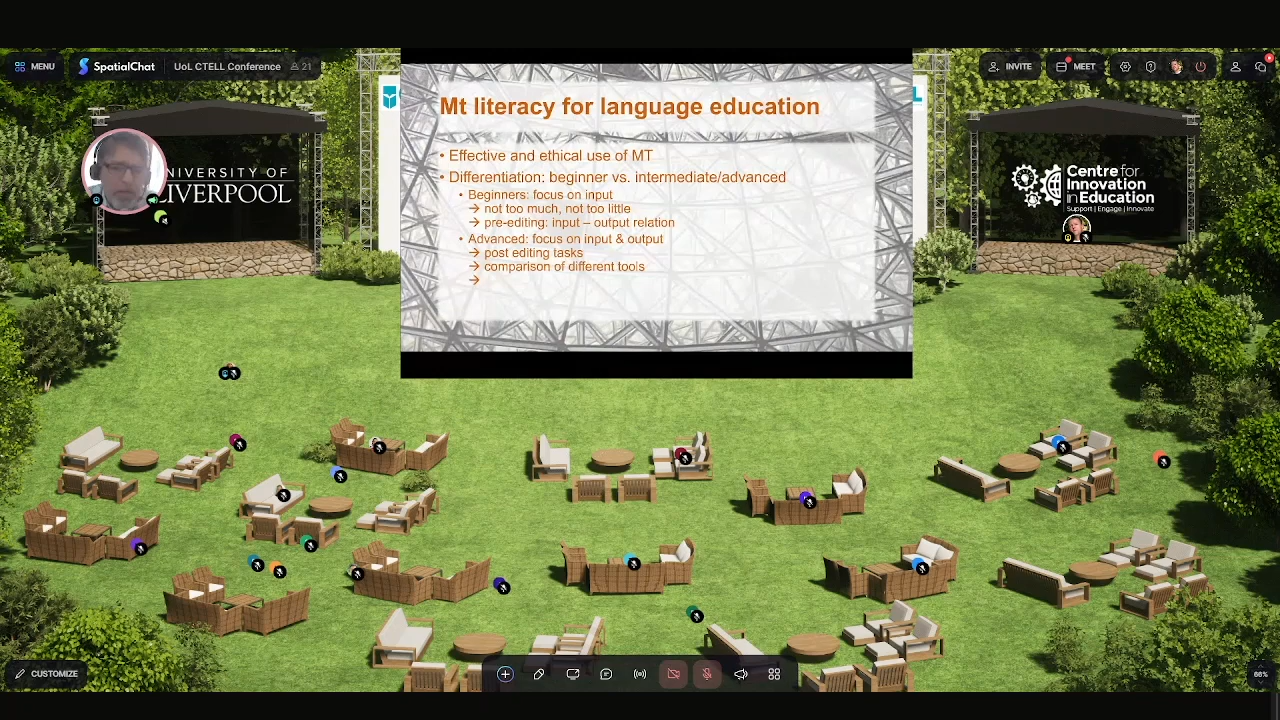 MENU
SpatialChat
UoL CTELL Conference
21
INVITE
MEET
Mt literacy for language education
• Effective and ethical use of MT
• Differentiation: beginner vs. intermediate/advanced
• Beginners: focus on input
→ not too much, not too little
→ pre-editing: input – output relation
• Advanced: focus on input & output
→ post editing tasks
→ comparison of different tools
→
NIVERSITY OF
IVERPOOL
Centre for
Innovation
in Education
Support | Engage | Innovate
CUSTOMIZE
66%